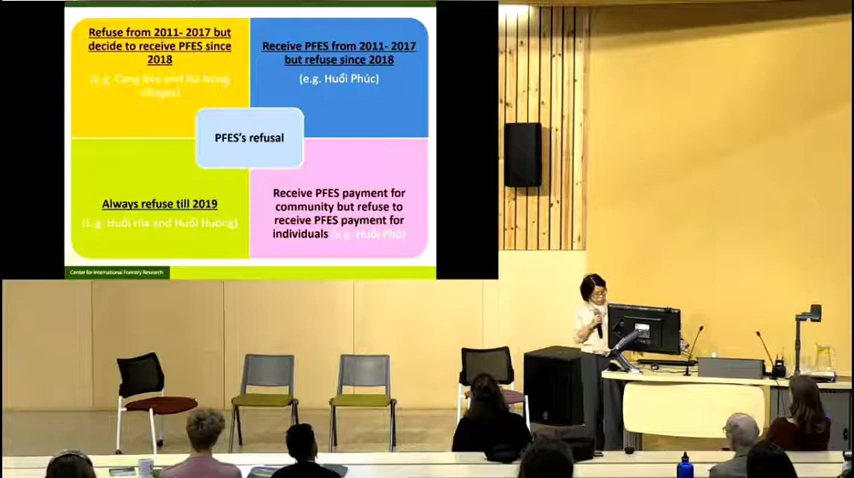 Refuse from 2011- 2017 but
decide to receive PFES since
2018
Receive PFES from 2011- 2017
but refuse since 2018
(e.g. Huổi Phúc)
PFES's refusal
Always refuse till 2019
Receive PFES payment for
community but refuse to
receive PFES payment for
individuals (e.g. Huổi Phô)
Center for International Forestry Research